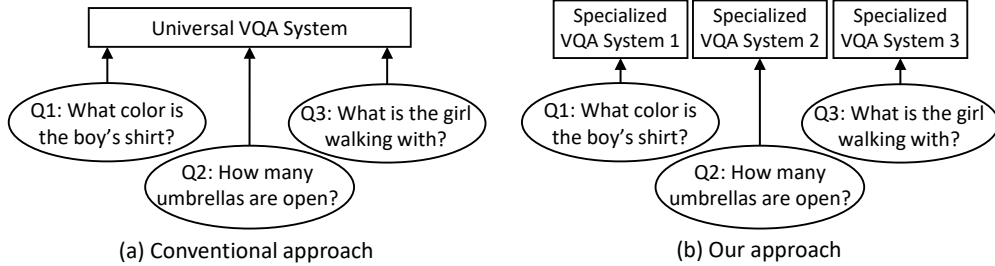 Universal VQA System
Q1: What color is
the boy's shirt?
Q2: How many
umbrellas are open?
Q3: What is the girl
walking with?
(a) Conventional approach
Specialized
VQA System 1
Specialized
VQA System 2
Specialized
VQA System 3
Q1: What color is
the boy's shirt?
Q2: How many
umbrellas are open?
Q3: What is the girl
walking with?
(b) Our approach